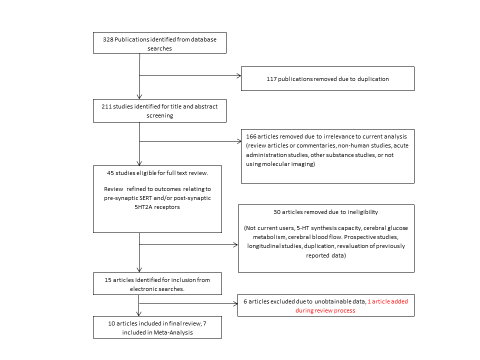 328 Publications identified from database
searches
117 publications removed due to duplication
211 studies identified for title and abstract
screening
166 articles removed due to irrelevance to current analysis
(review articles or commentaries, non-human studies, acute
administration studies, other substance studies, or not
using molecular imaging)
45 studies eligible for full text review.
Review refined to outcomes relating to
pre-synaptic SERT and/or post-synaptic
5HT2A receptors
30 articles removed due to ineligibility
(Not current users, 5-HT synthesis capacity, cerebral glucose
metabolism, cerebral blood flow. Prospective studies,
longitudinal studies, duplication, revaluation of previously
reported data)
15 articles identified for inclusion from
electronic searches.
6 articles excluded due to unobtainable data, 1 article added
during review process
10 articles included in final review, 7
included in Meta-Analysis